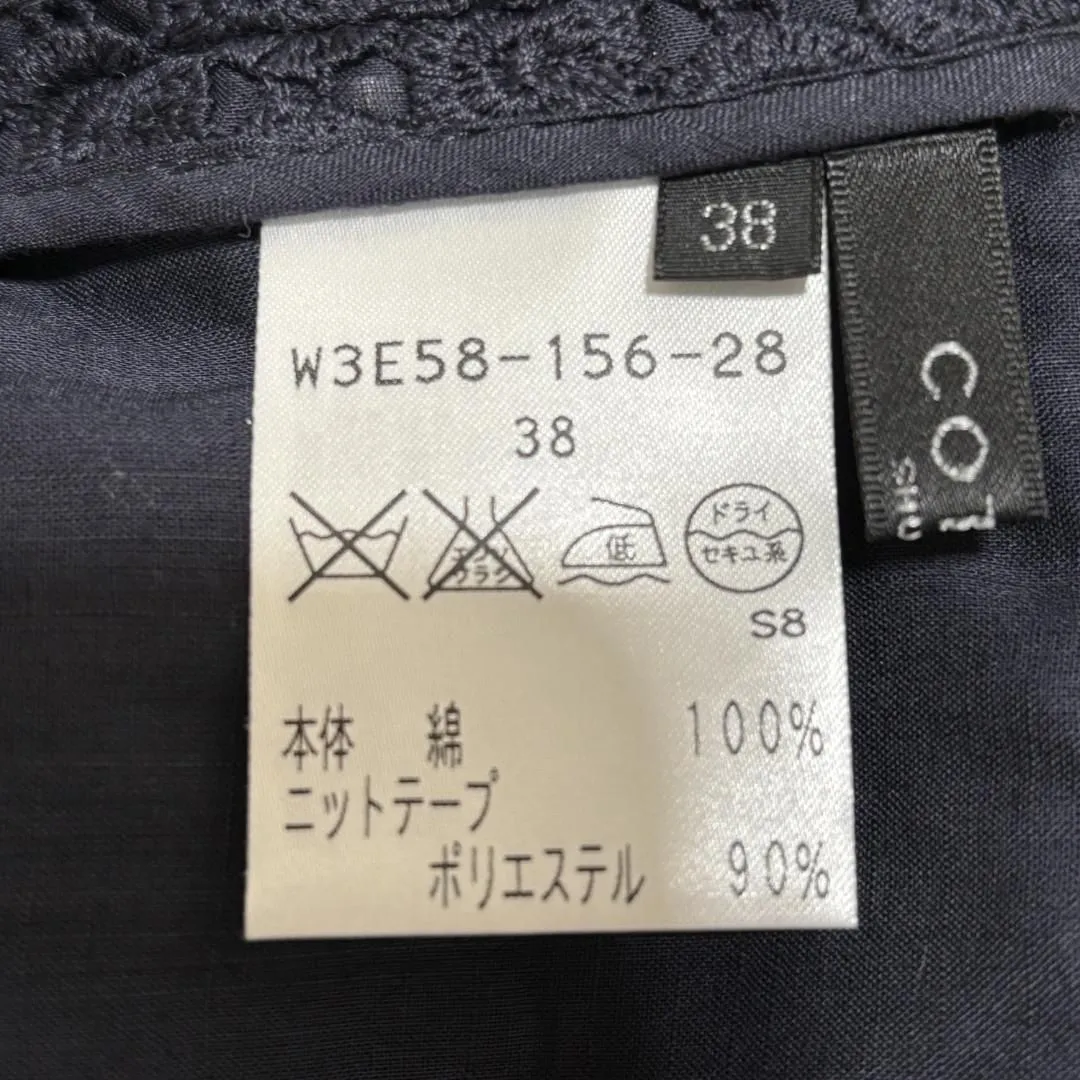 38
W3E58-156-28
38
低
ドライ
セキユ系
S8
本体 綿 100%
ニットテープ
ポリエステル 90%
CO
SHU